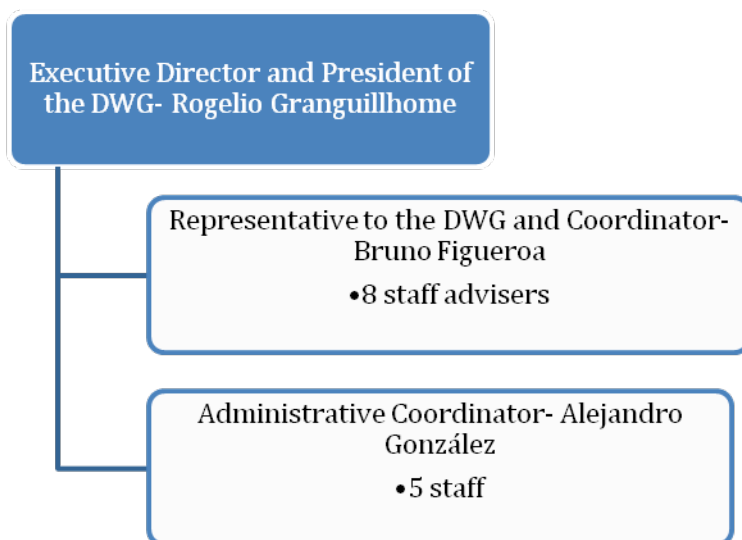 Executive Director and President of
the DWG- Rogelio Granguillhome
Representative to the DWG and Coordinator-
Bruno Figueroa
•8 staff advisers
Administrative Coordinator- Alejandro
González
•5 staff